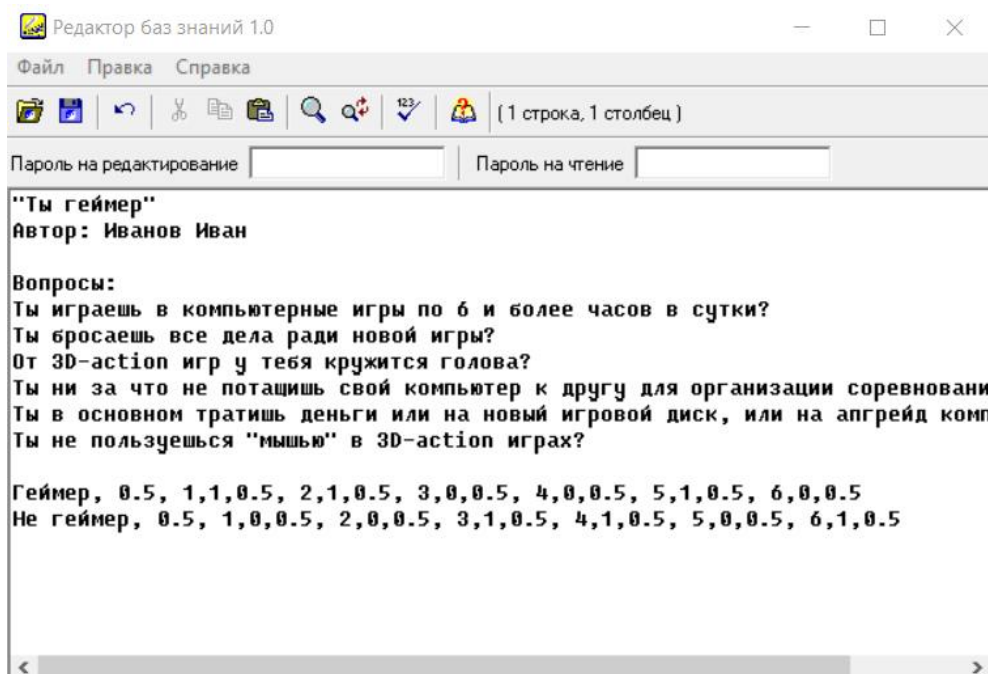 Редактор баз знаний 1.0
Файл Правка Справка
123
( 1 строка, 1 столбец )
Пароль на редактирование Пароль на чтение
"Ты геймер"
Автор: Иванов Иван
Вопросы:
Ты играешь в компьютерные игры по 6 и более часов в сутки?
Ты бросаешь все дела ради новой игры?
От 3D-action игр у тебя кружится голова?
Ты ни за что не потащишь свой компьютер к другу для организации соревновани
Ты в основном тратишь деньги или на новый игровой диск, или на апгрейд комп
Ты не пользуешься "мышью" в 3D-action играх?
Геймер, 0.5, 1,1,0.5, 2,1,0.5, 3,0,0.5, 4,0,0.5, 5,1,0.5, 6,0,0.5
Не геймер, 0.5, 1,0,0.5, 2,0,0.5, 3,1,0.5, 4,1,0.5, 5,0,0.5, 6,1,0.5